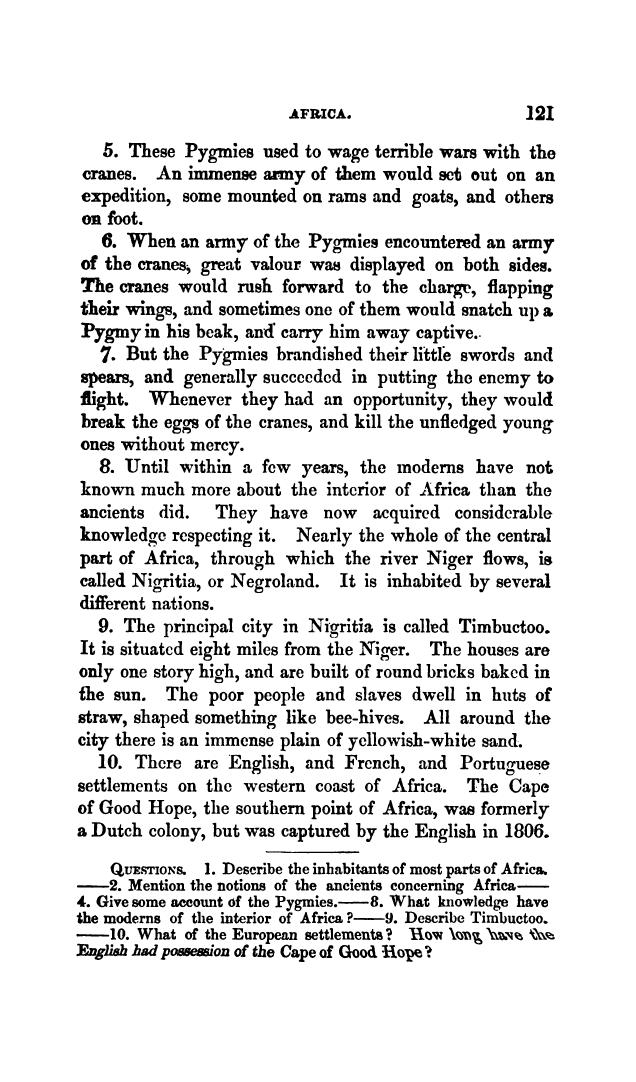 AFRICA. 121
5. These Pygmies used to wage terrible wars with the
cranes. An immense army of them would set out on an
expedition, some mounted on rams and goats, and others
on foot.
6. When an army of the Pygmies encountered an army
of the cranes, great valour was displayed on both sides.
The cranes would rush forward to the charge, flapping
their wings, and sometimes one of them would snatch up a
Pygmy in his beak, and carry him away captive.
7. But the Pygmies brandished their little swords and
spears, and generally succeeded in putting the enemy to
flight. Whenever they had an opportunity, they would
break the eggs of the cranes, and kill the unfledged young
ones without mercy.
8. Until within a few years, the moderns have not
known much more about the interior of Africa than the
ancients did. They have now acquired considerable
knowledge respecting it. Nearly the whole of the central
part of Africa, through which the river Niger flows, is
called Nigritia, or Negroland. It is inhabited by several
different nations.
9. The principal city in Nigritia is called Timbuctoo.
It is situated eight miles from the Niger. The houses are
only one story high, and are built of round bricks baked in
the sun. The poor people and slaves dwell in huts of
straw, shaped something like bee-hives. All around the
city there is an immense plain of yellowish-white sand.
10. There are English, and French, and Portuguese
settlements on the western coast of Africa. The Cape
of Good Hope, the southern point of Africa, was formerly
a Dutch colony, but was captured by the English in 1806.
QUESTIONS. 1. Describe the inhabitants of most parts of Africa.
——2. Mention the notions of the ancients concerning Africa——
4. Give some account of the Pygmies.——8. What knowledge have
the moderns of the interior of Africa?——9. Describe Timbuctoo.
——10. What of the European settlements? How long have the
English had possession of the Cape of Good Hope?